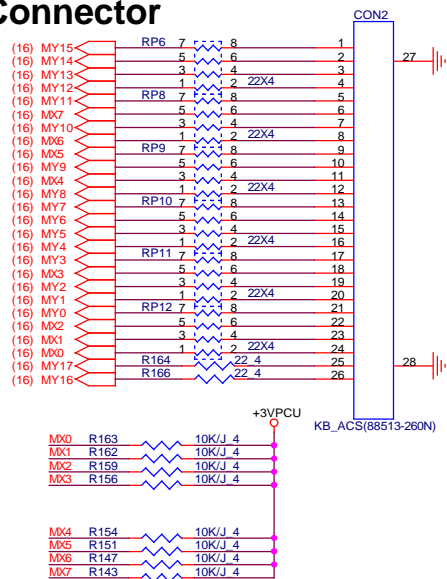 Connector
CON2
(16) MY15 RP6 7 8 1
(16) MY14 5 6 2 27
(16) MY13 3 4 3
(16) MY12 1 2 22X4 4
(16) MY11 RP8 7 8 5
(16) MX7 5 6 6
(16) MY10 3 4 7
(16) MX6 1 2 22X4 8
(16) MX5 RP9 7 8 9
(16) MY9 5 6 10
(16) MX4 3 4 11
(16) MY8 1 2 22X4 12
(16) MY7 RP10 7 8 13
(16) MY6 5 6 14
(16) MY5 3 4 15
(16) MY4 1 2 22X4 16
(16) MY3 RP11 7 8 17
(16) MX3 5 6 18
(16) MY2 3 4 19
(16) MY1 1 2 22X4 20
(16) MY0 RP12 7 8 21
(16) MX2 5 6 22
(16) MX1 3 4 23
(16) MX0 1 2 22X4 24
(16) MY17 R164 22_4 25 28
(16) MY16 R166 22_4 26
+3VPCU
KB_ACS(88513-260N)
MX0 R163 10K/J_4
MX1 R162 10K/J_4
MX2 R159 10K/J_4
MX3 R156 10K/J_4
MX4 R154 10K/J_4
MX5 R151 10K/J_4
MX6 R147 10K/J_4
MX7 R143 10K/J_4